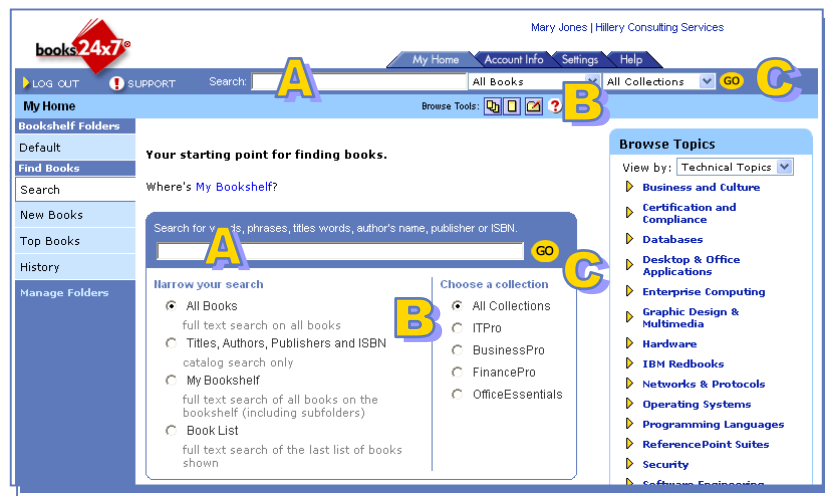 Mary Jones | Hillery Consulting Services
books24x7®
My Home Account Info Settings Help
LOG OUT ! SUPPORT Search: A All Books All Collections GO C
B
My Home Browse Tools: ?
Bookshelf Folders
Default
Find Books
Search
New Books
Top Books
History
Manage Folders
Your starting point for finding books.
Where's My Bookshelf?
Search for words, phrases, titles words, author's name, publisher or ISBN.
A GO C
Narrow your search
All Books
full text search on all books
Titles, Authors, Publishers and ISBN
catalog search only
My Bookshelf
full text search of all books on the
bookshelf (including subfolders)
Book List
full text search of the last list of books
shown
B
Choose a collection
All Collections
ITPro
BusinessPro
FinancePro
OfficeEssentials
Browse Topics
View by: Technical Topics
Business and Culture
Certification and
Compliance
Databases
Desktop & Office
Applications
Enterprise Computing
Graphic Design &
Multimedia
Hardware
IBM Redbooks
Networks & Protocols
Operating Systems
Programming Languages
ReferencePoint Suites
Security
Software Engineering